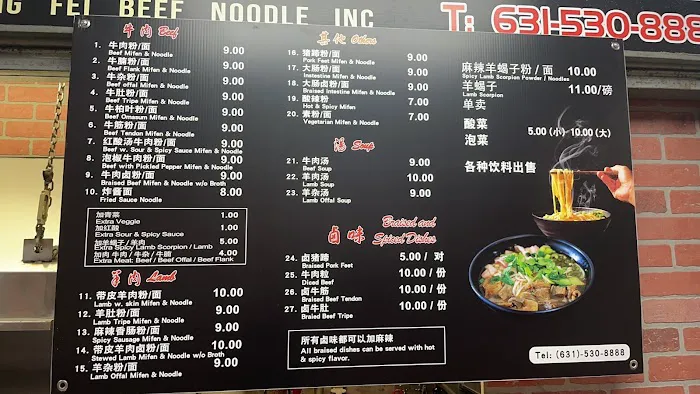 NG FEI BEEF NOODLE INC
T: 631-530-888
牛肉 Beef
1. 牛肉粉/面 9.00
Beef Mifen & Noodle
2. 牛腩粉/面 9.00
Beef Flank Mifen & Noodle
3. 牛杂粉/面 9.00
Beef offal Mifen & Noodle
4. 牛肚粉/面 9.00
Beef Tripe Mifen & Noodle
5. 牛柏叶粉/面 9.00
Beef Omasum Mifen & Noodle
6. 牛筋粉/面 9.00
Beef Tendon Mifen & Noodle
7. 红酸汤牛肉粉/面 9.00
Beef w. Sour & Spicy Sauce Mifen & Noodle
8. 泡椒牛肉粉/面 9.00
Beef with Pickled Pepper Mifen & Noodle
9. 牛肉卤粉/面 9.00
Braised Beef Mifen & Noodle w/o Broth
10. 炸酱面 8.00
Fried Sauce Noodle
加青菜 1.00
Extra Veggie
加红酸 1.00
Extra Sour & Spicy Sauce
加羊蝎子/羊肉 5.00
Extra Spicy Lamb Scorpion / Lamb
加肉 牛肉/牛杂/牛腩 4.00
Extra Meat: Beef / Beef Offal / Beef Flank
羊肉 Lamb
11. 带皮羊肉粉/面 10.00
Lamb w. skin Mifen & Noodle
12. 羊肚粉/面 9.00
Lamb Tripe Mifen & Noodle
13. 麻辣香肠粉/面 9.00
Spicy Sausage Mifen & Noodle
14. 带皮羊肉卤粉/面 10.00
Stewed Lamb Mifen & Noodle w/o Broth
15. 羊杂粉/面 9.00
Lamb Offal Mifen & Noodle
其他 Others
16. 猪蹄粉/面 9.00
Pork Feet Mifen & Noodle
17. 大肠粉/面 9.00
Instestine Mifen & Noodle
18. 大肠卤粉/面 9.00
Braised Intestine Mifen & Noodle
19. 酸辣粉 7.00
Hot & Spicy Mifen
20. 素粉/面 7.00
Vegetarian Mifen & Noodle
汤 Soup
21. 牛肉汤 9.00
Beef Soup
22. 羊肉汤 10.00
Lamb Soup
23. 羊杂汤 9.00
Lamb Offal Soup
卤味 Braised and Spiced Dishes
24. 卤猪蹄 5.00 / 对
Braised Pork Feet
25. 牛肉粒 10.00 / 份
Diced Beef
26. 卤牛筋 10.00 / 份
Braised Beef Tendon
27. 卤牛肚 10.00 / 份
Braied Beef Tripe
所有卤味都可以加麻辣
All braised dishes can be served with hot
& spicy flavor.
麻辣羊蝎子粉 / 面 10.00
Spicy Lamb Scorpion Powder / Noodles
羊蝎子 11.00/磅
Lamb Scorpion
单卖
酸菜
5.00 (小) 10.00 (大)
泡菜
各种饮料出售
Tel: (631)-530-8888